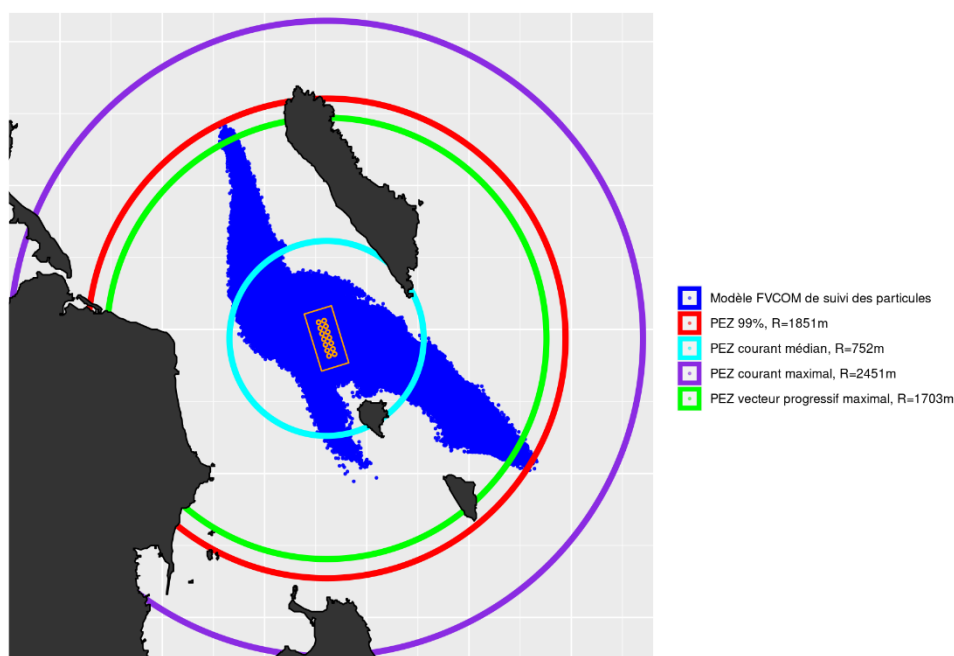 Modèle FVCOM de suivi des particules
PEZ 99%, R=1851m
PEZ courant médian, R=752m
PEZ courant maximal, R=2451m
PEZ vecteur progressif maximal, R=1703m